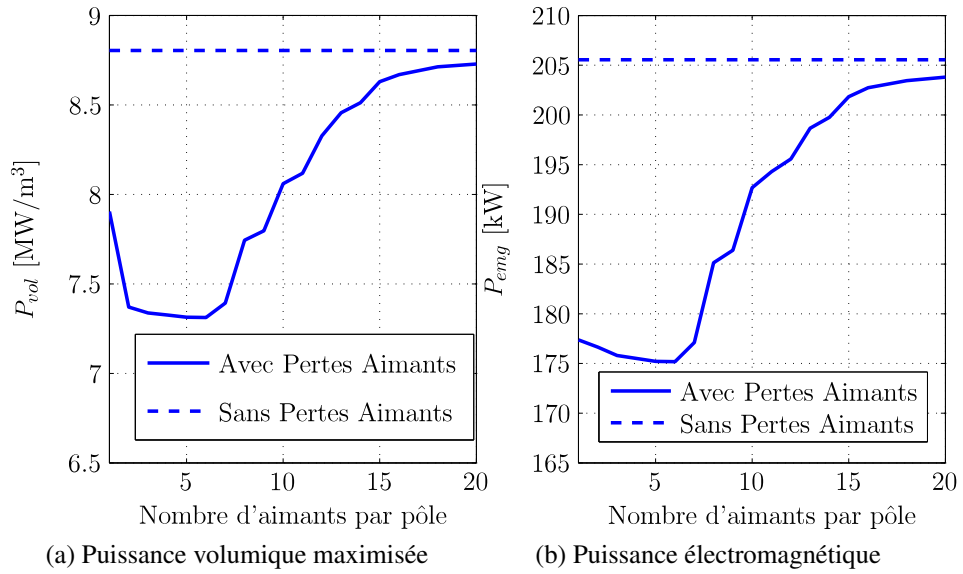 9
8.5
8
7.5
7
6.5
P_vol [MW/m³]
Avec Pertes Aimants
Sans Pertes Aimants
5
10
15
20
Nombre d'aimants par pôle
(a) Puissance volumique maximisée
210
205
200
195
190
185
180
175
170
165
P_emg [kW]
Avec Pertes Aimants
Sans Pertes Aimants
5
10
15
20
Nombre d'aimants par pôle
(b) Puissance électromagnétique